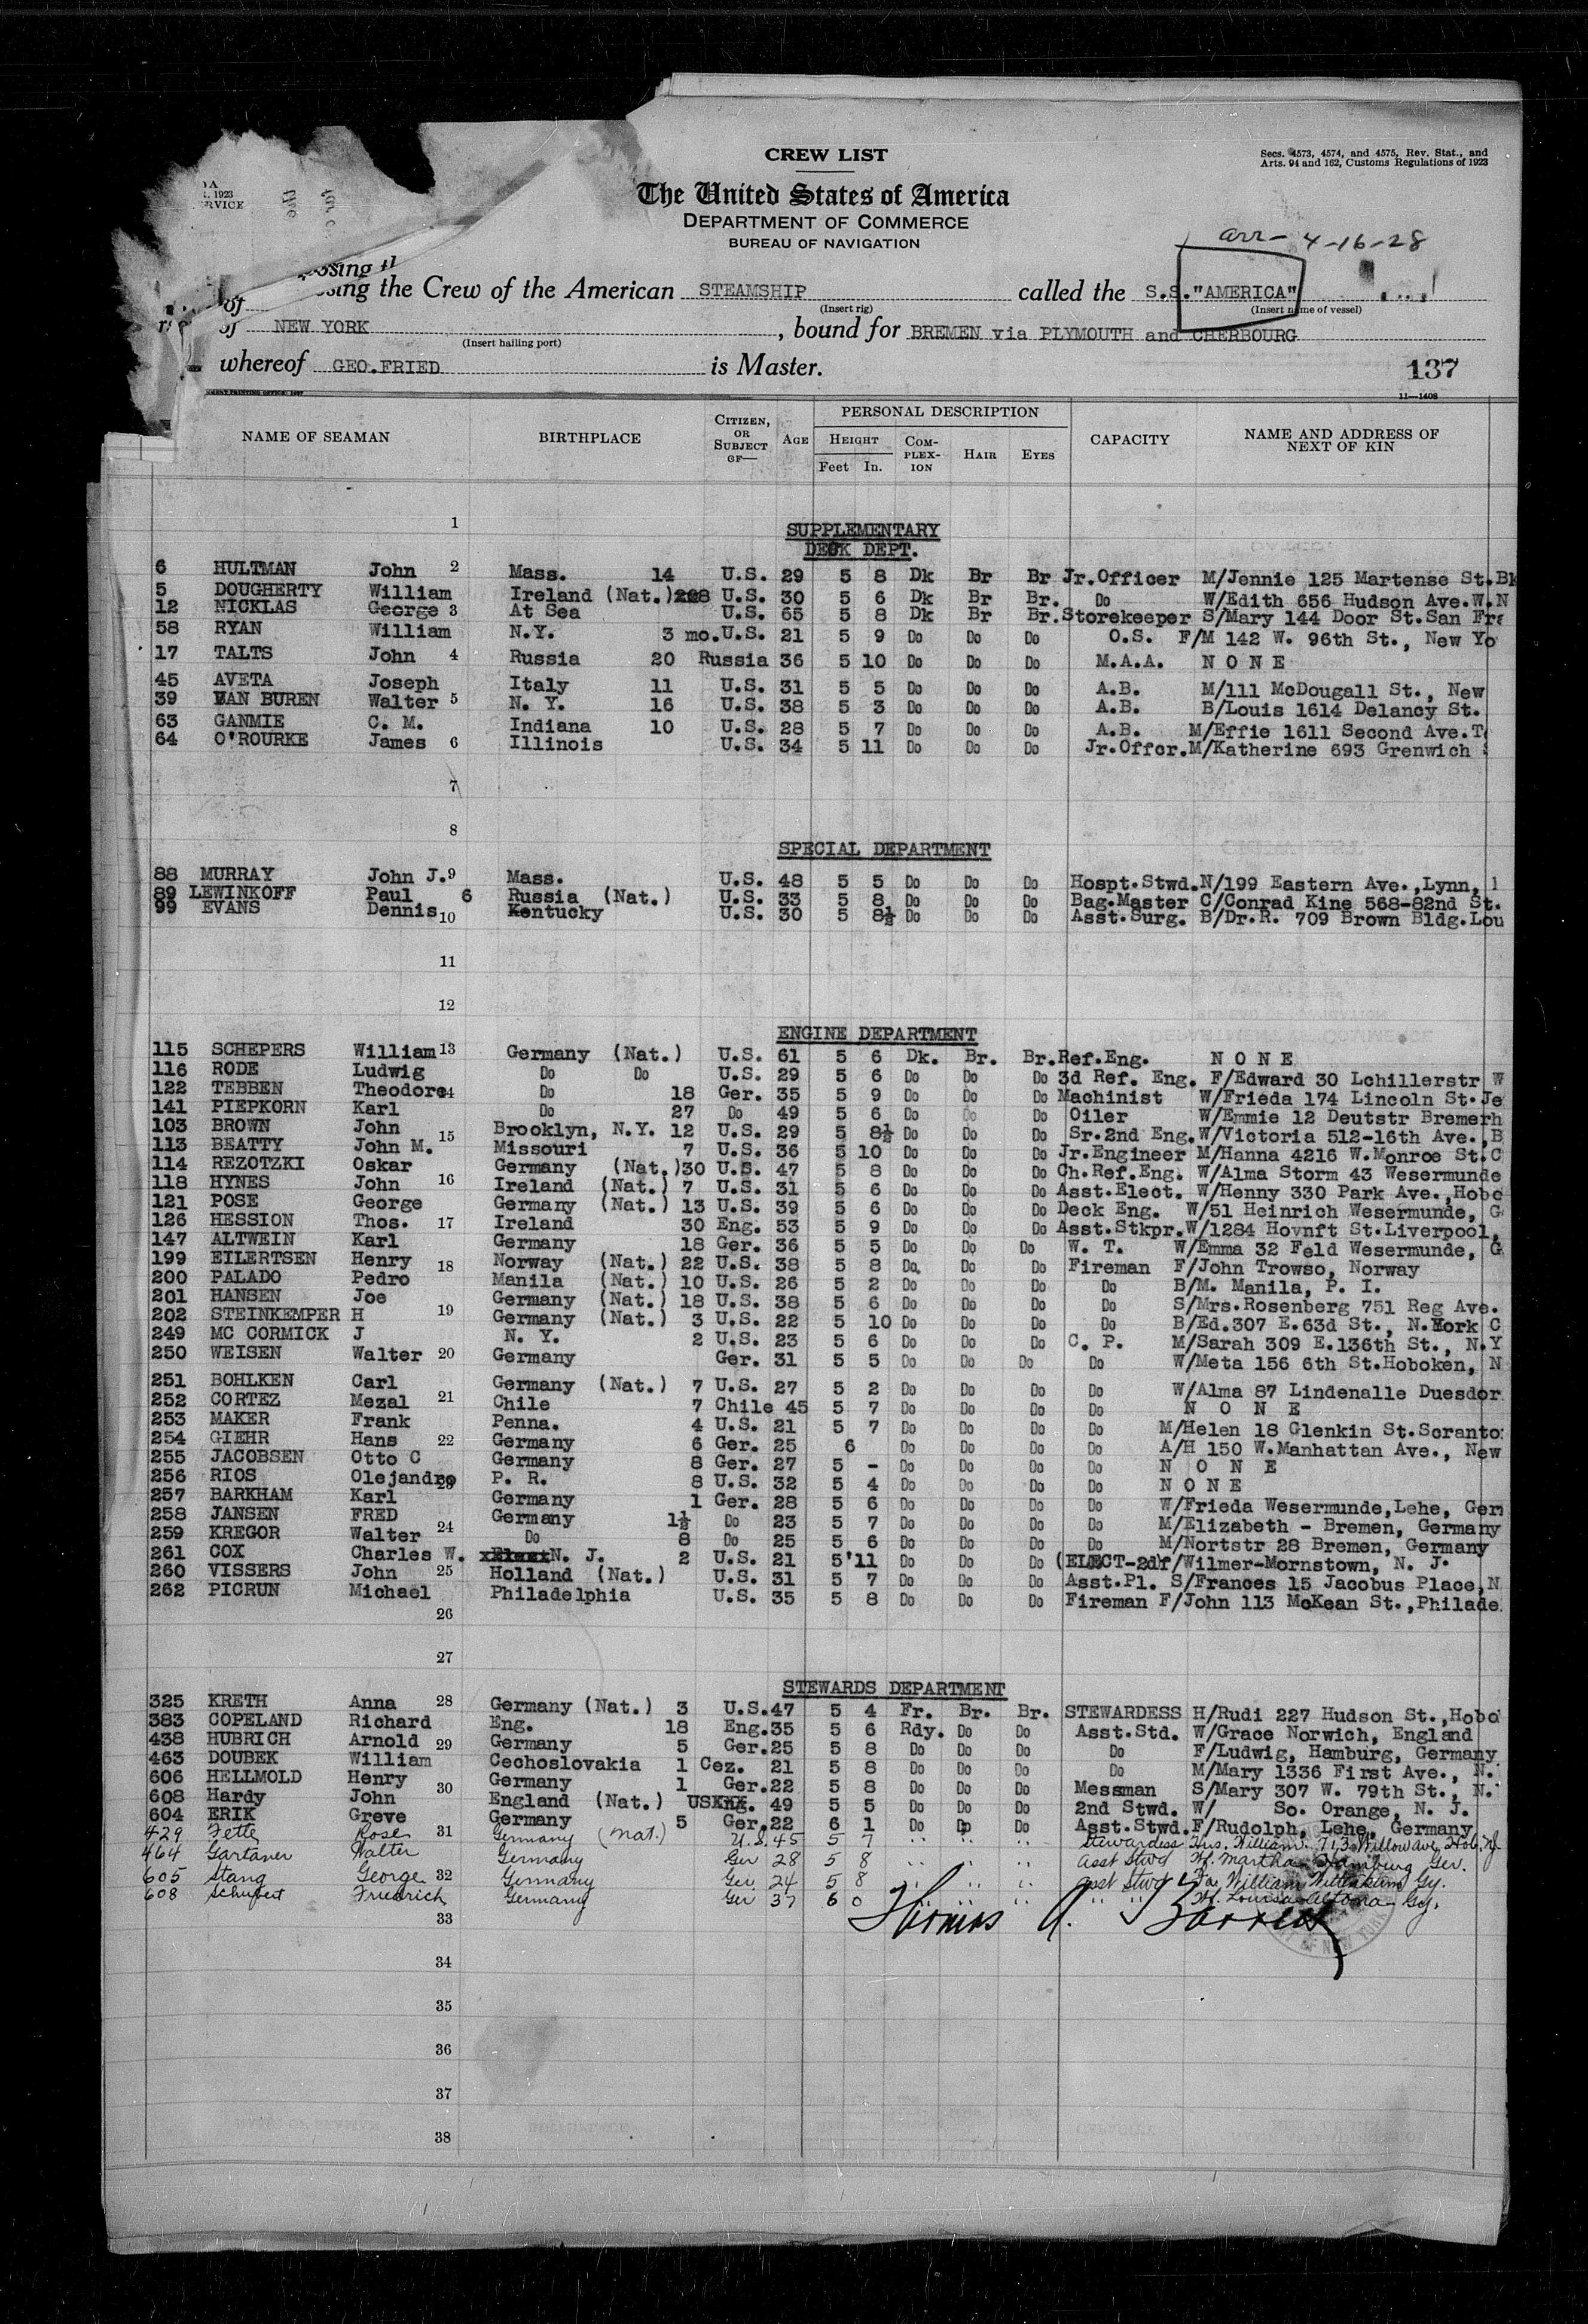 CREW LIST
Secs. 4573, 4574, and 4575, Rev. Stat., and
Arts. 94 and 162, Customs Regulations of 1923
1923
RVICE
The United States of America
DEPARTMENT OF COMMERCE
BUREAU OF NAVIGATION
arr- 4-16-28
the Crew of the American STEAMSHIP called the S.S."AMERICA"
(Insert rig) (Insert name of vessel)
of NEW YORK, bound for BREMEN via PLYMOUTH and CHERBOURG
(Insert hailing port)
whereof GEO.FRIED is Master.
137
11—1408
NAME OF SEAMAN BIRTHPLACE CITIZEN, OR SUBJECT OF— AGE PERSONAL DESCRIPTION HEIGHT Feet In. COMPLEXION HAIR EYES CAPACITY NAME AND ADDRESS OF NEXT OF KIN
1
SUPPLEMENTARY
DECK DEPT.
6 HULTMAN John 2 Mass. 14 U.S. 29 5 8 Dk Br Br Jr.Officer M/Jennie 125 Martense St.Bk
5 DOUGHERTY William Ireland (Nat.) U.S. 30 5 6 Dk Br Br. Do W/Edith 656 Hudson Ave.W.N
12 NICKLAS George 3 At Sea U.S. 65 5 8 Dk Br Br. Storekeeper S/Mary 144 Door St.San Fra
58 RYAN William N.Y. 3 mo. U.S. 21 5 9 Do Do Do O.S. F/M 142 W. 96th St., New Yo
17 TALTS John 4 Russia 20 Russia 36 5 10 Do Do Do M.A.A. N O N E
45 AVETA Joseph Italy 11 U.S. 31 5 5 Do Do Do A.B. M/111 McDougall St., New
39 VAN BUREN Walter 5 N. Y. 16 U.S. 38 5 3 Do Do Do A.B. B/Louis 1614 Delancy St.
63 GANMIE C. M. Indiana 10 U.S. 28 5 7 Do Do Do A.B. M/Effie 1611 Second Ave.T
64 O'ROURKE James 6 Illinois U.S. 34 5 11 Do Do Do Jr.Offcr. M/Katherine 693 Grenwich
7
8
SPECIAL DEPARTMENT
88 MURRAY John J. 9 Mass. U.S. 48 5 5 Do Do Do Hospt.Stwd. N/199 Eastern Ave.,Lynn,
89 LEWINKOFF Paul 6 Russia (Nat.) U.S. 33 5 8 Do Do Do Bag.Master C/Conrad Kine 568-82nd St.
99 EVANS Dennis 10 Kentucky U.S. 30 5 8½ Do Do Do Asst.Surg. B/Dr.R. 709 Brown Bldg.Lou
11
12
ENGINE DEPARTMENT
115 SCHEPERS William 13 Germany (Nat.) U.S. 61 5 6 Dk. Br. Br. Ref.Eng. N O N E
116 RODE Ludwig Do Do U.S. 29 5 6 Do Do Do 3d Ref. Eng. F/Edward 30 Lchillerstr W
122 TEBBEN Theodore 14 Do 18 Ger. 35 5 9 Do Do Do Machinist W/Frieda 174 Lincoln St.Je
141 PIEPKORN Karl Do 27 Do 49 5 6 Do Do Do Oiler W/Emmie 12 Deutstr Bremerh
103 BROWN John 15 Brooklyn, N.Y. 12 U.S. 29 5 8½ Do Do Do Sr.2nd Eng. W/Victoria 512-16th Ave.,B
113 BEATTY John M. Missouri 7 U.S. 36 5 10 Do Do Do Jr.Engineer M/Hanna 4216 W.Monroe St.C
114 REZOTZKI Oskar Germany (Nat.) 30 U.S. 47 5 8 Do Do Do Ch.Ref.Eng. W/Alma Storm 43 Wesermunde
118 HYNES John 16 Ireland (Nat.) 7 U.S. 31 5 6 Do Do Do Asst.Elect. W/Henny 330 Park Ave.,Hobo
121 POSE George Germany (Nat.) 13 U.S. 39 5 6 Do Do Do Deck Eng. W/51 Heinrich Wesermunde, G
126 HESSION Thos. 17 Ireland 30 Eng. 53 5 9 Do Do Do Asst.Stkpr. W/1284 Hovnft St.Liverpool,
147 ALTWEIN Karl Germany 18 Ger. 36 5 5 Do Do Do W. T. W/Emma 32 Feld Wesermunde, G
199 EILERTSEN Henry 18 Norway (Nat.) 22 U.S. 38 5 8 Do. Do Do Fireman F/John Trowso, Norway
200 PALADO Pedro Manila (Nat.) 10 U.S. 26 5 2 Do Do Do Do B/M. Manila, P. I.
201 HANSEN Joe Germany (Nat.) 18 U.S. 38 5 6 Do Do Do Do S/Mrs.Rosenberg 751 Reg Ave.
202 STEINKEMPER H 19 Germany (Nat.) 3 U.S. 22 5 10 Do Do Do Do B/Ed.307 E.63d St., N.York C
249 MC CORMICK J N. Y. 2 U.S. 23 5 6 Do Do Do C. P. M/Sarah 309 E.136th St., N.Y
250 WEISEN Walter 20 Germany Ger. 31 5 5 Do Do Do Do W/Meta 156 6th St.Hoboken, N
251 BOHLKEN Carl Germany (Nat.) 7 U.S. 27 5 2 Do Do Do Do W/Alma 87 Lindenalle Duesdor
252 CORTEZ Mezal 21 Chile 7 Chile 45 5 7 Do Do Do Do N O N E
253 MAKER Frank Penna. 4 U.S. 21 5 7 Do Do Do Do M/Helen 18 Glenkin St.Scranto
254 GIEHR Hans 22 Germany 6 Ger. 25 6 Do Do Do Do A/H 150 W.Manhattan Ave., New
255 JACOBSEN Otto C Germany 8 Ger. 27 5 - Do Do Do Do N O N E
256 RIOS Olejandro 23 P. R. 8 U.S. 32 5 4 Do Do Do Do N O N E
257 BARKHAM Karl Germany 1 Ger. 28 5 6 Do Do Do Do W/Frieda Wesermunde,Lehe, Ger
258 JANSEN FRED Germany 1½ Do 23 5 7 Do Do Do Do M/Elizabeth - Bremen, Germany
259 KREGOR Walter 24 Do 8 Do 25 5 6 Do Do Do Do M/Nortstr 28 Bremen, Germany
261 COX Charles W. N. J. 2 U.S. 21 5'11 Do Do Do (ELECT-2d F/Wilmer-Mornstown, N. J.
260 VISSERS John 25 Holland (Nat.) U.S. 31 5 7 Do Do Do Asst.Pl. S/Frances 15 Jacobus Place,N
262 PICRUN Michael Philadelphia U.S. 35 5 8 Do Do Do Fireman F/John 113 McKean St.,Philade
26
27
STEWARDS DEPARTMENT
325 KRETH Anna 28 Germany (Nat.) 3 U.S. 47 5 4 Fr. Br. Br. STEWARDESS H/Rudi 227 Hudson St.,Hobo
383 COPELAND Richard Eng. 18 Eng. 35 5 6 Rdy. Do Do Asst.Std. W/Grace Norwich, England
438 HUBRICH Arnold 29 Germany 5 Ger. 25 5 8 Do Do Do Do F/Ludwig, Hamburg, Germany
463 DOUBEK William Cechoslovakia 1 Cez. 21 5 8 Do Do Do Do M/Mary 1336 First Ave., N.
606 HELLMOLD Henry 30 Germany 1 Ger. 22 5 8 Do Do Do Messman S/Mary 307 W. 79th St., N.
608 Hardy John England (Nat.) US 49 5 5 Do Do Do 2nd Stwd. W/ So. Orange, N. J.
604 ERIK Greve Germany 5 Ger. 22 6 1 Do Do Do Asst.Stwd. F/Rudolph, Lehe, Germany
429 Fette Rose 31 Germany (Nat.) U.S. 45 5 7 " " " Stewardess Hus. William. 713 Willow Ave, Hob. NJ.
464 Gartaner Walter Germany Ger 28 5 8 " " " Asst Stwd Wf. Martha- Hamburg Ger.
605 Stang George 32 Germany Ger. 24 5 8 " " " Asst Stwd Fa, William Gy.
608 Schubert Friedrich Germany Ger 37 6 0 " " " " " Wf. Louisa- Altona- Gy.
33
Thomas A.
34
35
36
37
38